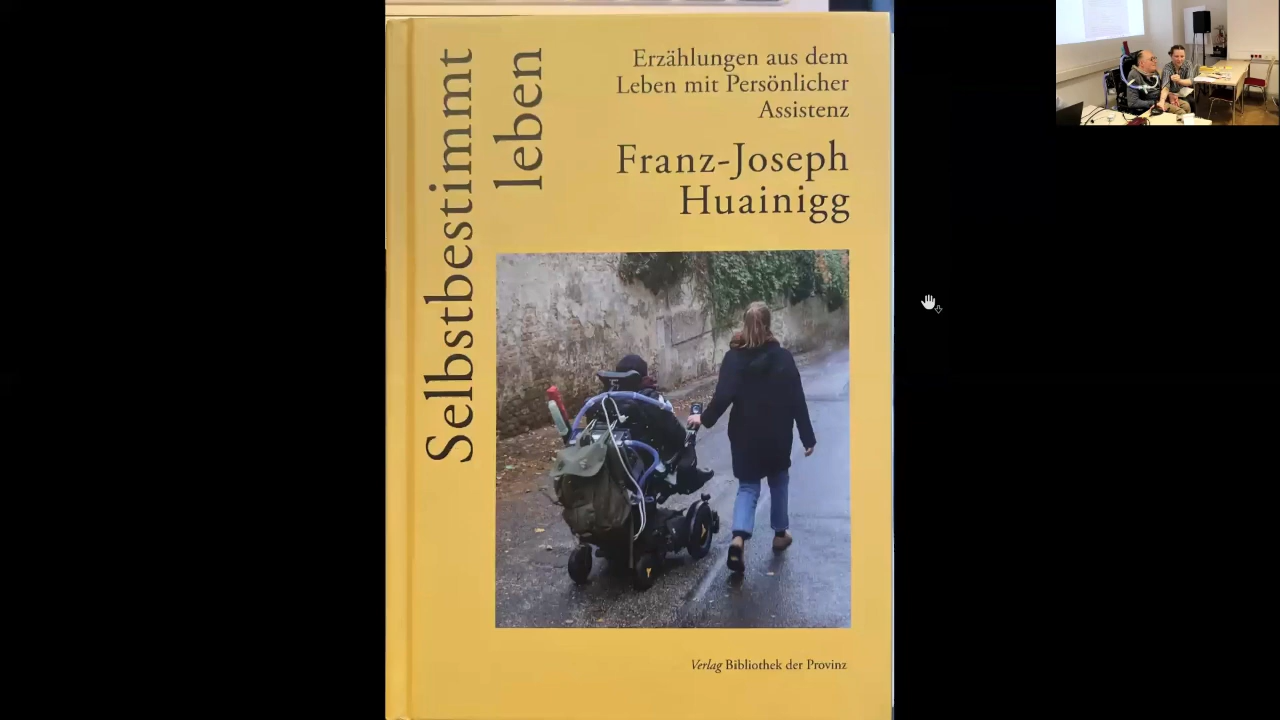 Selbstbestimmt
leben
Erzählungen aus dem
Leben mit Persönlicher
Assistenz
Franz-Joseph
Huainigg
Verlag Bibliothek der Provinz